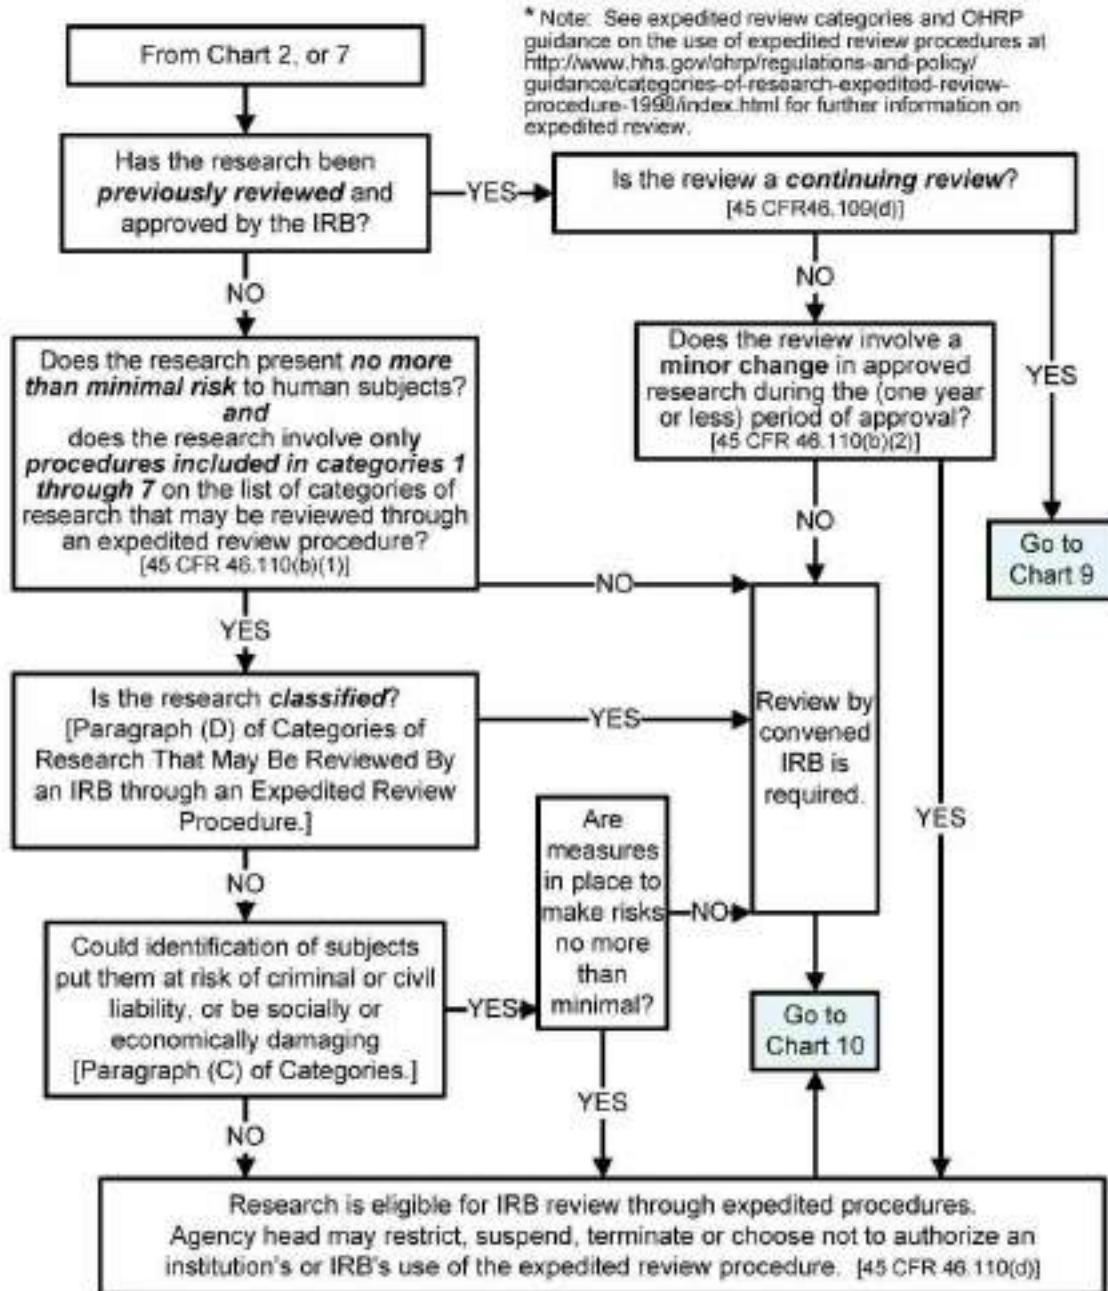 * Note: See expedited review categories and OHRP
guidance on the use of expedited review procedures at
http://www.hhs.gov/ohrp/regulations-and-policy/
guidance/categories-of-research-expedited-review-
procedure-1998/index.html for further information on
expedited review.
From Chart 2, or 7
Has the research been
previously reviewed and
approved by the IRB?
YES
Is the review a continuing review?
[45 CFR46.109(d)]
NO
NO
YES
Does the research present no more
than minimal risk to human subjects?
and
does the research involve only
procedures included in categories 1
through 7 on the list of categories of
research that may be reviewed through
an expedited review procedure?
[45 CFR 46.110(b)(1)]
Does the review involve a
minor change in approved
research during the (one year
or less) period of approval?
[45 CFR 46.110(b)(2)]
NO
Go to
Chart 9
NO
YES
Is the research classified?
[Paragraph (D) of Categories of
Research That May Be Reviewed By
an IRB through an Expedited Review
Procedure.]
YES
Review by
convened
IRB is
required.
YES
NO
Could identification of subjects
put them at risk of criminal or civil
liability, or be socially or
economically damaging
[Paragraph (C) of Categories.]
YES
Are
measures
in place to
make risks
no more
than
minimal?
NO
Go to
Chart 10
NO
YES
Research is eligible for IRB review through expedited procedures.
Agency head may restrict, suspend, terminate or choose not to authorize an
institution's or IRB's use of the expedited review procedure. [45 CFR 46.110(d)]